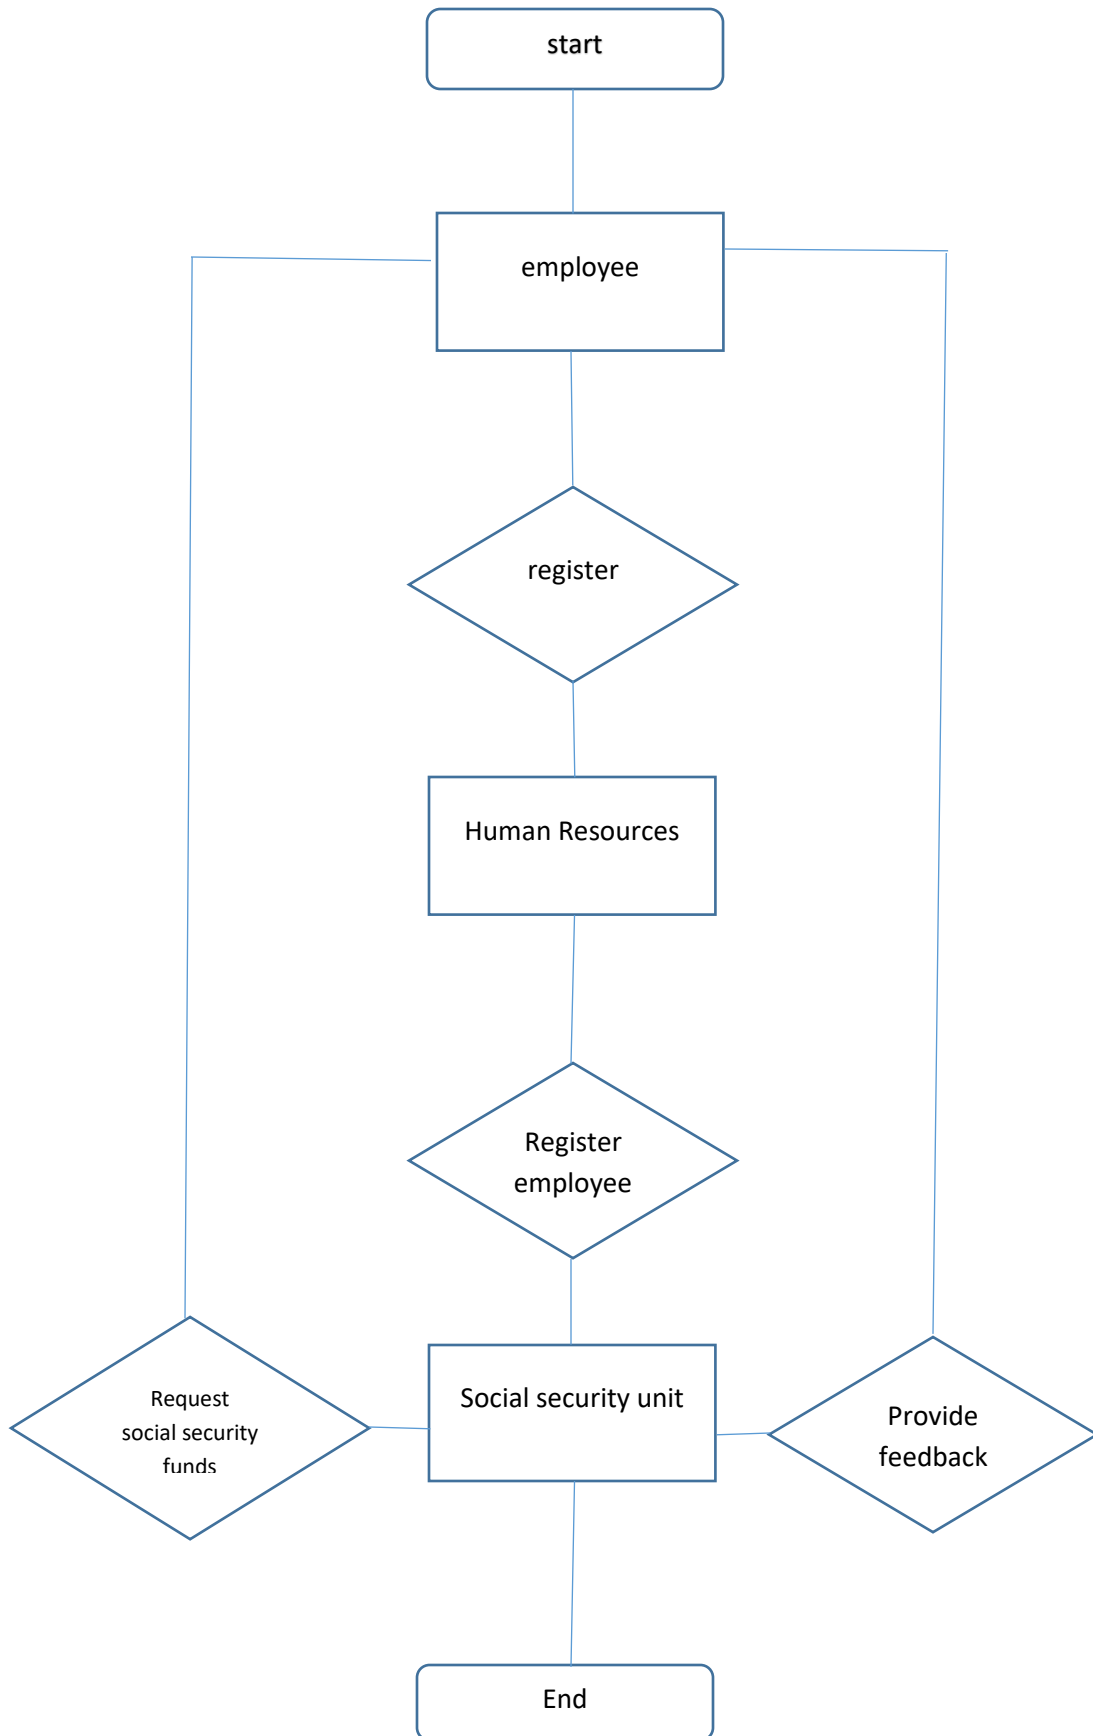 start
employee
register
Human Resources
Register
employee
Request
social security
funds
Social security unit
Provide
feedback
End